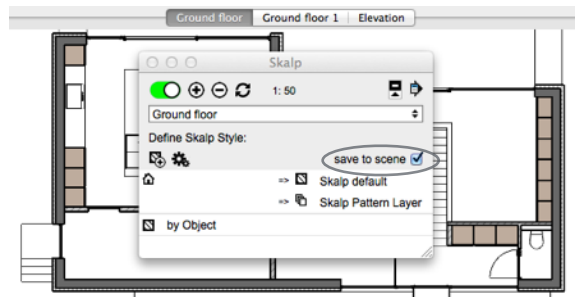 Ground floor Ground floor 1 Elevation
Skalp
1: 50
Ground floor
Define Skalp Style:
save to scene
=> Skalp default
=> Skalp Pattern Layer
by Object